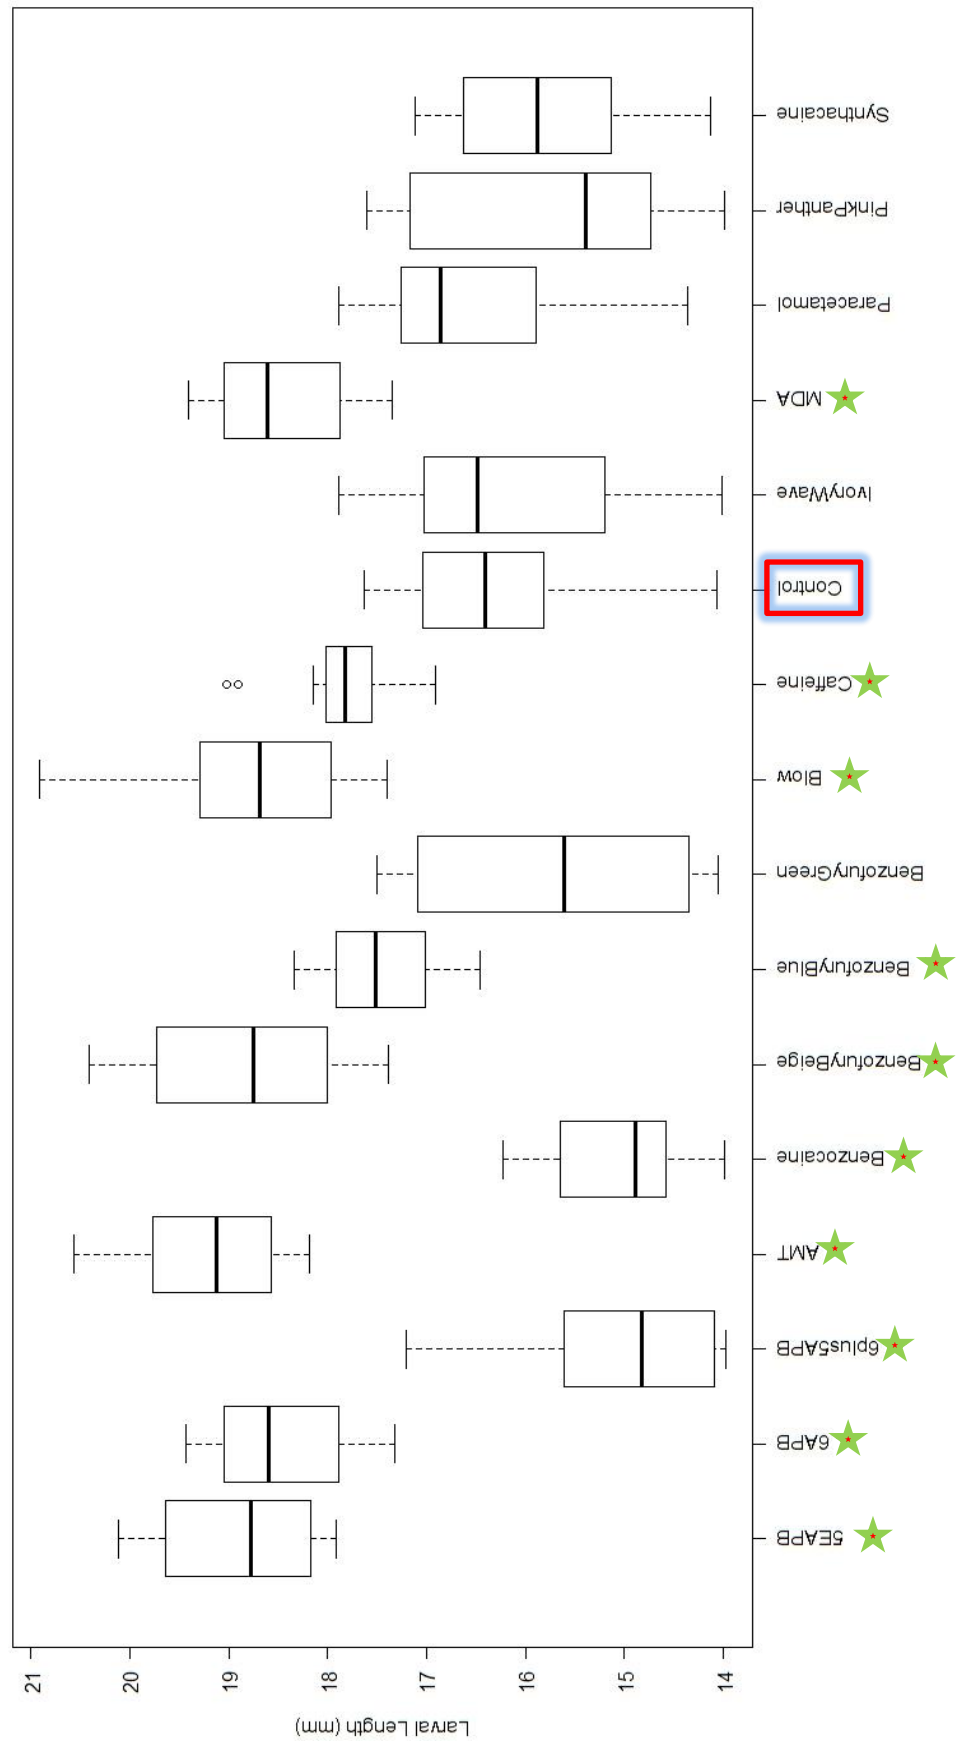 Synthacaine
PinkPanther
Paracetamol
MDA
IvoryWave
Control
Caffeine
Blow
BenzofuryGreen
BenzofuryBlue
BenzofuryBeige
Benzocaine
AMT
6plus5APB
6APB
5EAPB
21
20
19
18
17
16
15
14
Larval Length (mm)